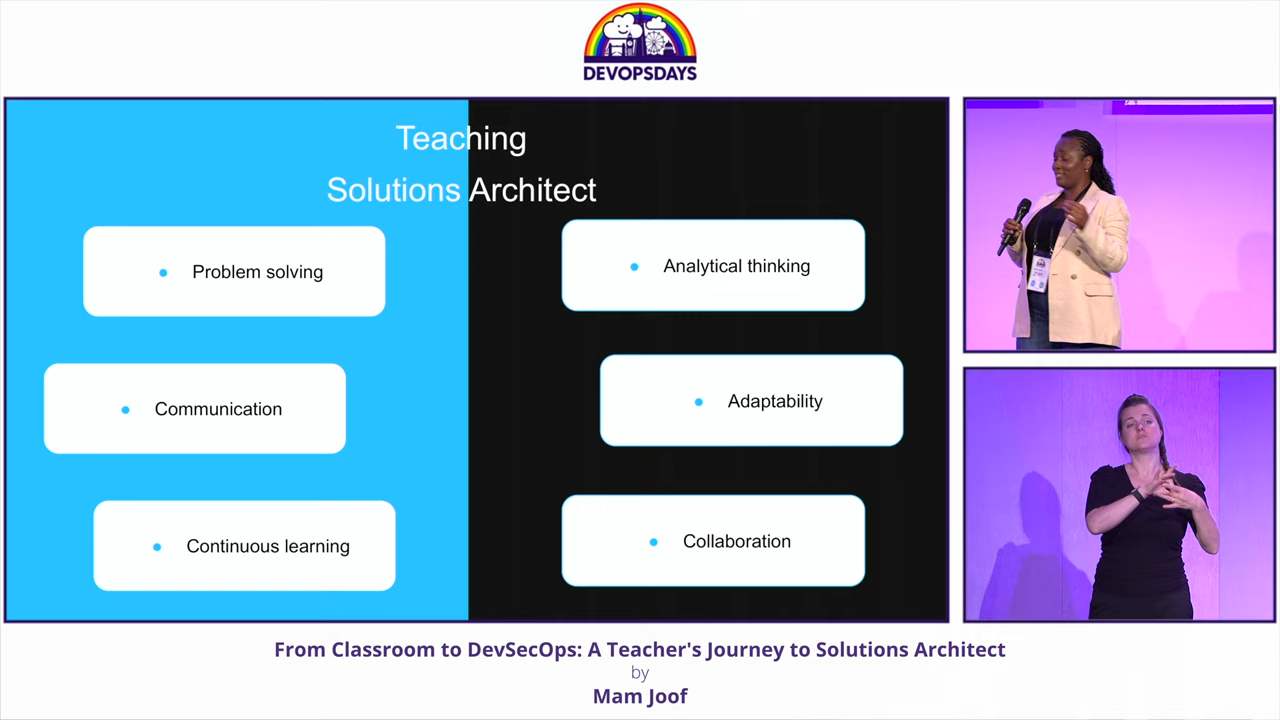 DEVOPSDAYS
Teaching
Solutions Architect
Problem solving
Analytical thinking
Communication
Adaptability
Continuous learning
Collaboration
From Classroom to DevSecOps: A Teacher's Journey to Solutions Architect
by
Mam Joof